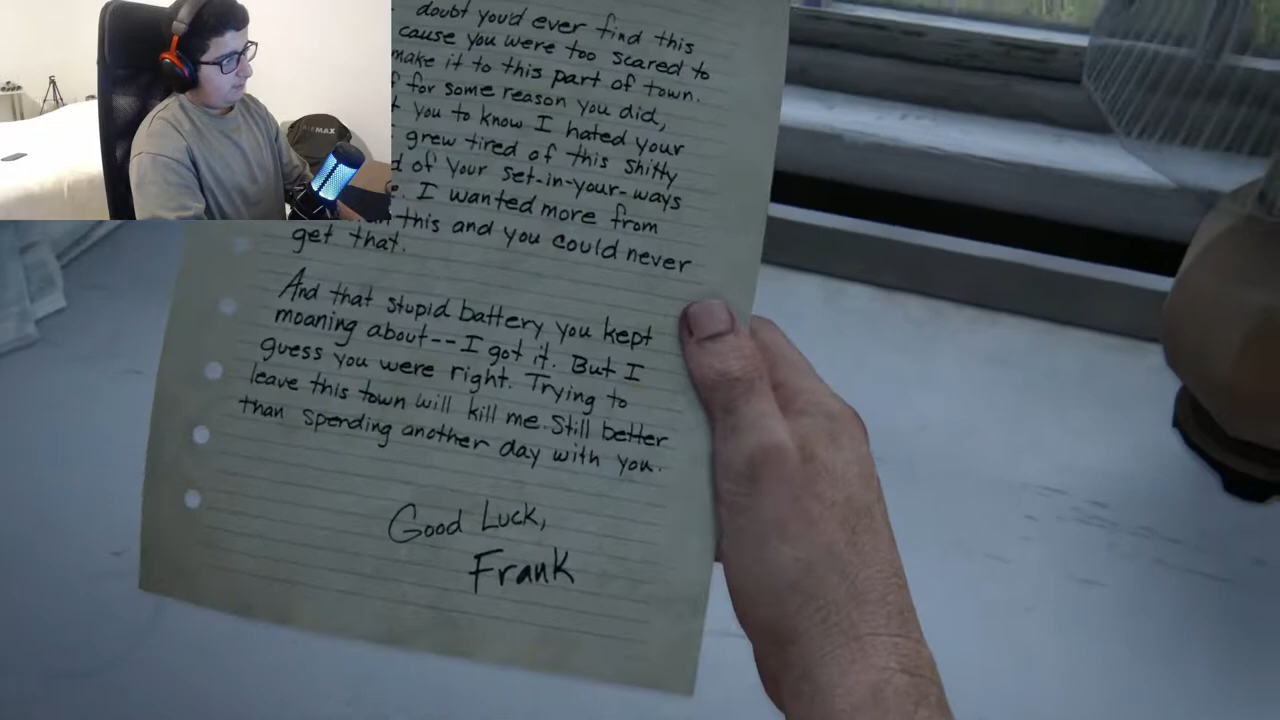 doubt you'd ever find this
cause you were too scared to
make it to this part of town.
for some reason you did,
you to know I hated your
grew tired of this shitty
of your set-in-your-ways
I wanted more from
this and you could never
get that.
And that stupid battery you kept
moaning about--I got it. But I
guess you were right. Trying to
leave this town will kill me. Still better
than spending another day with you.
Good Luck,
Frank
AIRMAX